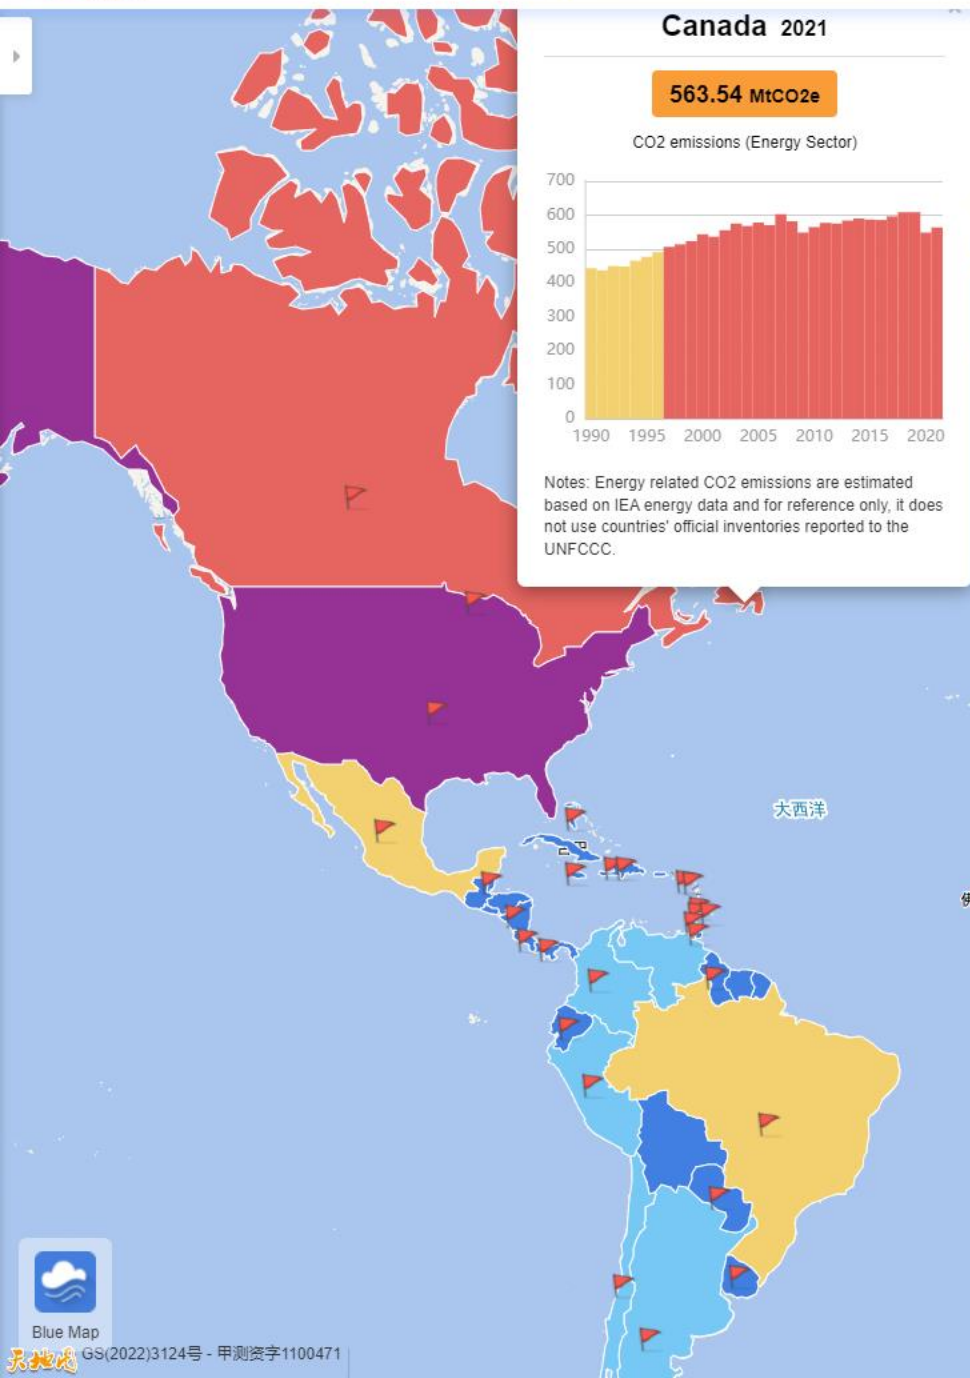 Canada 2021
563.54 MtCO2e
CO2 emissions (Energy Sector)
700
600
500
400
300
200
100
0
1990 1995 2000 2005 2010 2015 2020
Notes: Energy related CO2 emissions are estimated
based on IEA energy data and for reference only, it does
not use countries' official inventories reported to the
UNFCCC.
大西洋
Blue Map
天地图 GS(2022)3124号 - 甲测资字1100471